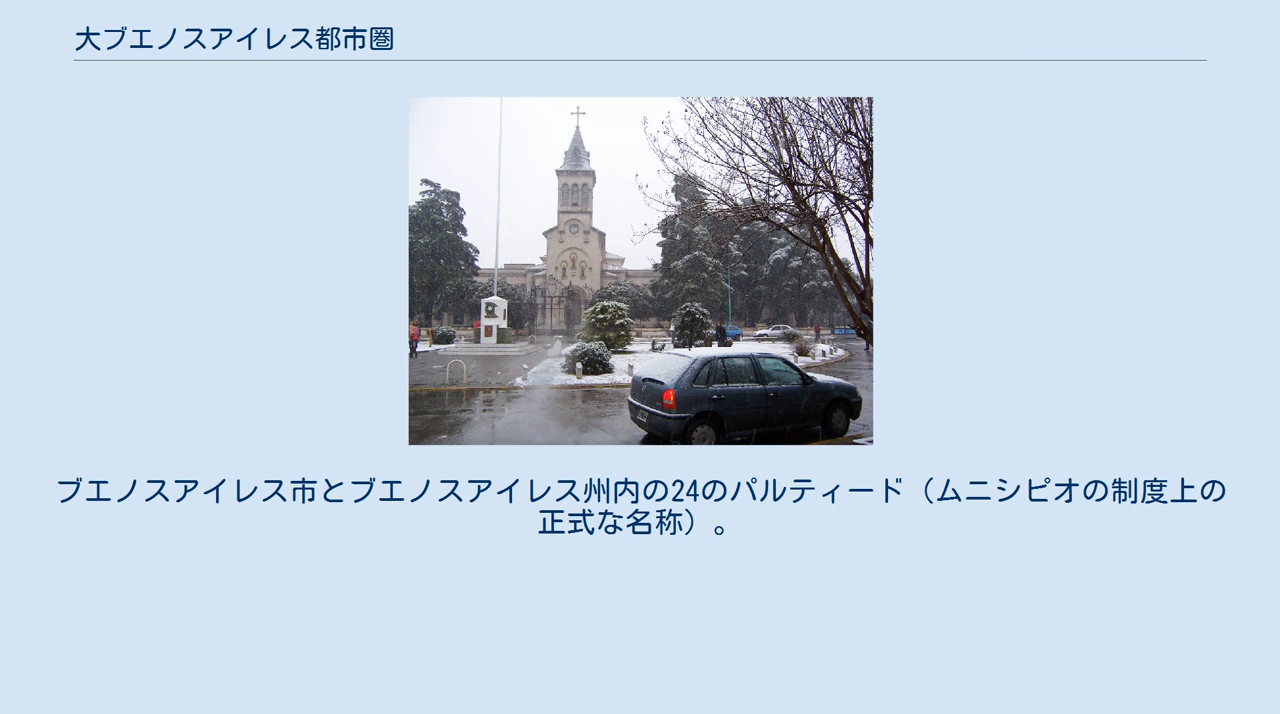 大ブエノスアイレス都市圏
ブエノスアイレス市とブエノスアイレス州内の24のパルティード（ムニシピオの制度上の
正式な名称）。